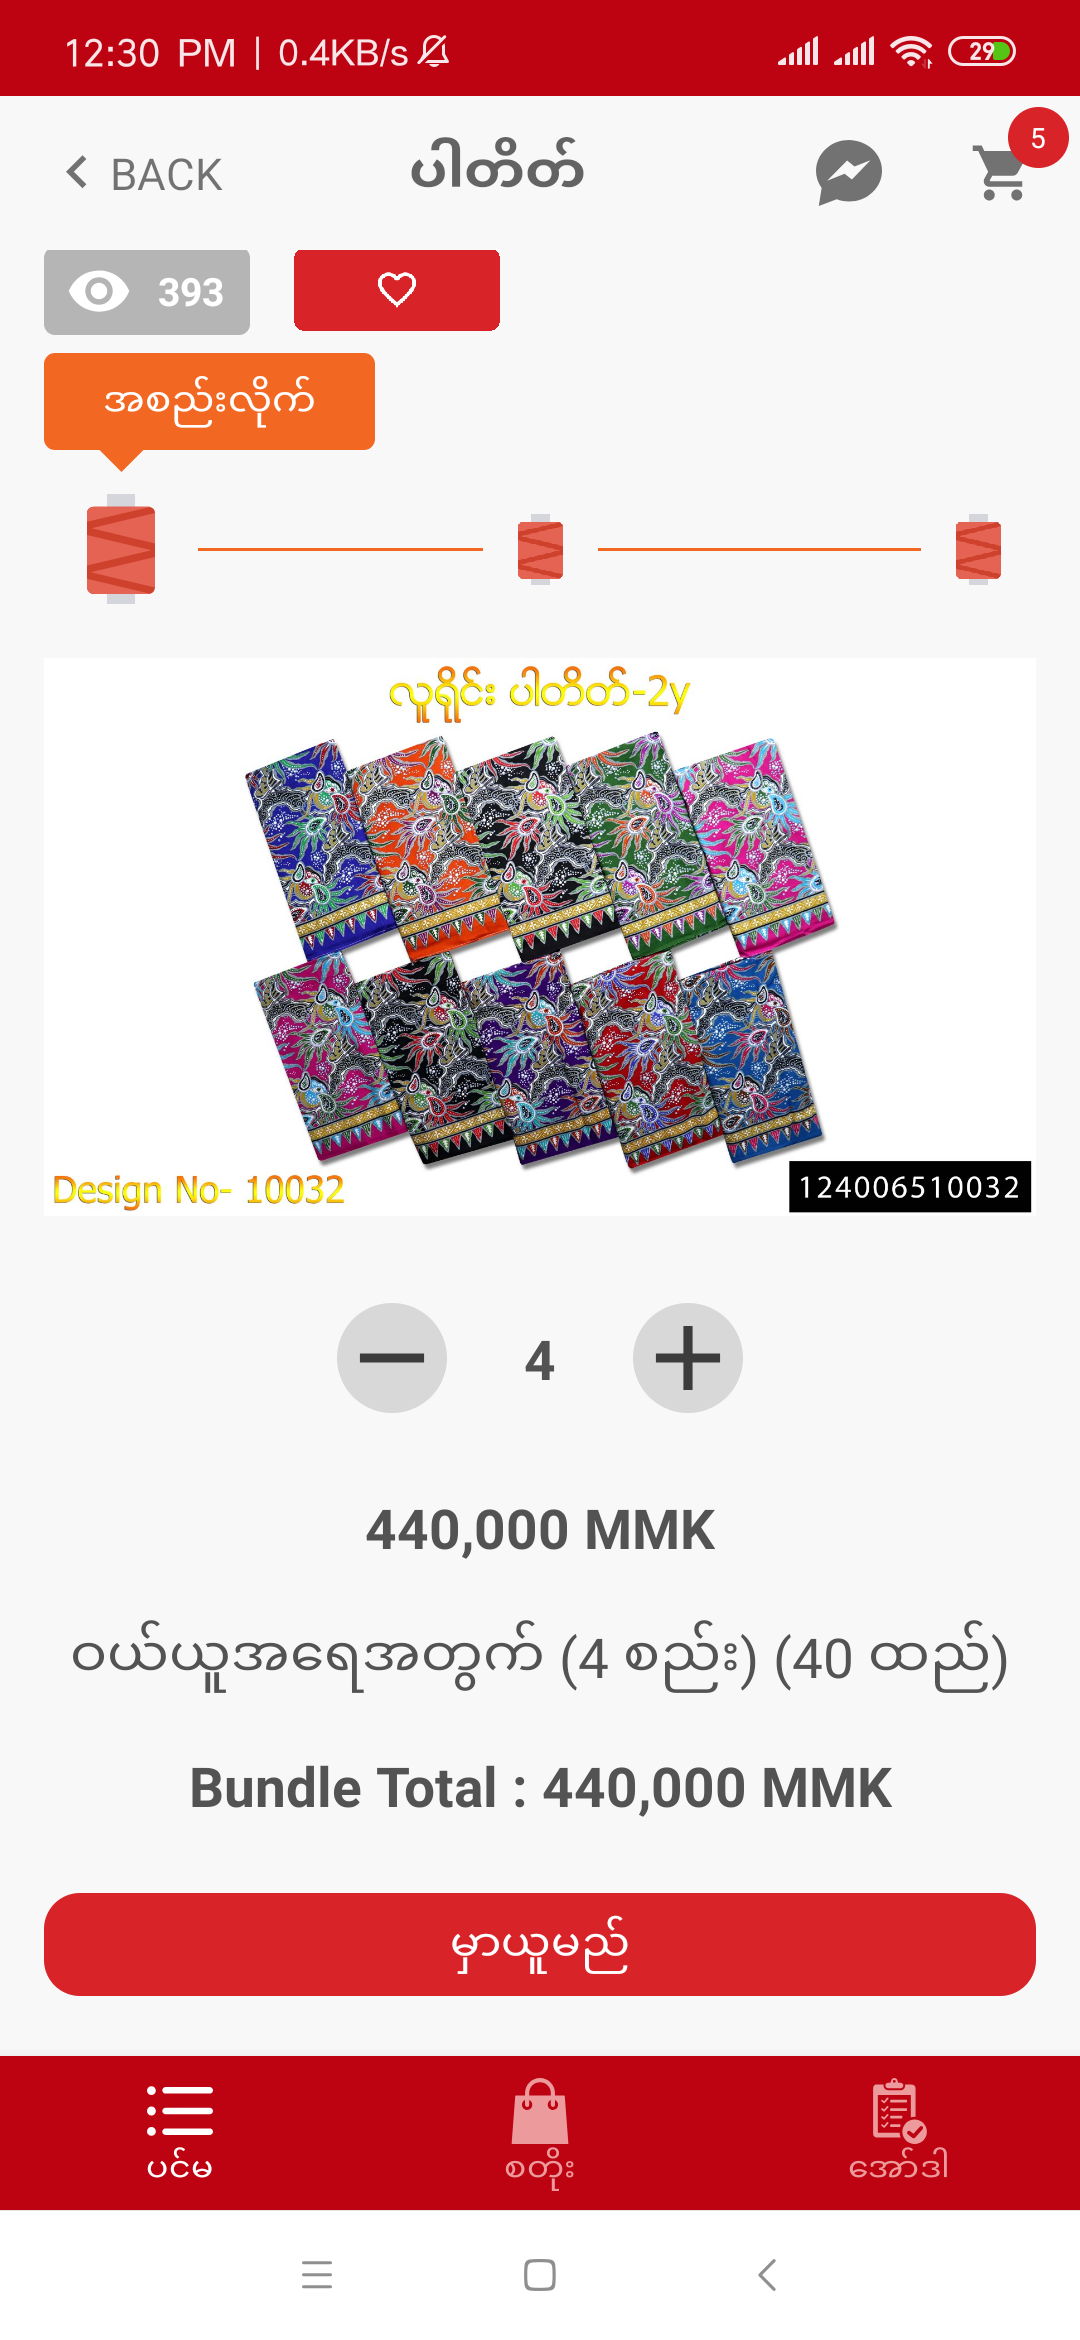 12:30 PM | 0.4KB/s
29
BACK
ပါတိတ်
5
393
အစည်းလိုက်
လူရိုင်း ပါတိတ်-2y
Design No- 10032
124006510032
4
440,000 MMK
ဝယ်ယူအရေအတွက် (4 စည်း) (40 ထည်)
Bundle Total : 440,000 MMK
မှာယူမည်
ပင်မ
စတိုး
အော်ဒါ